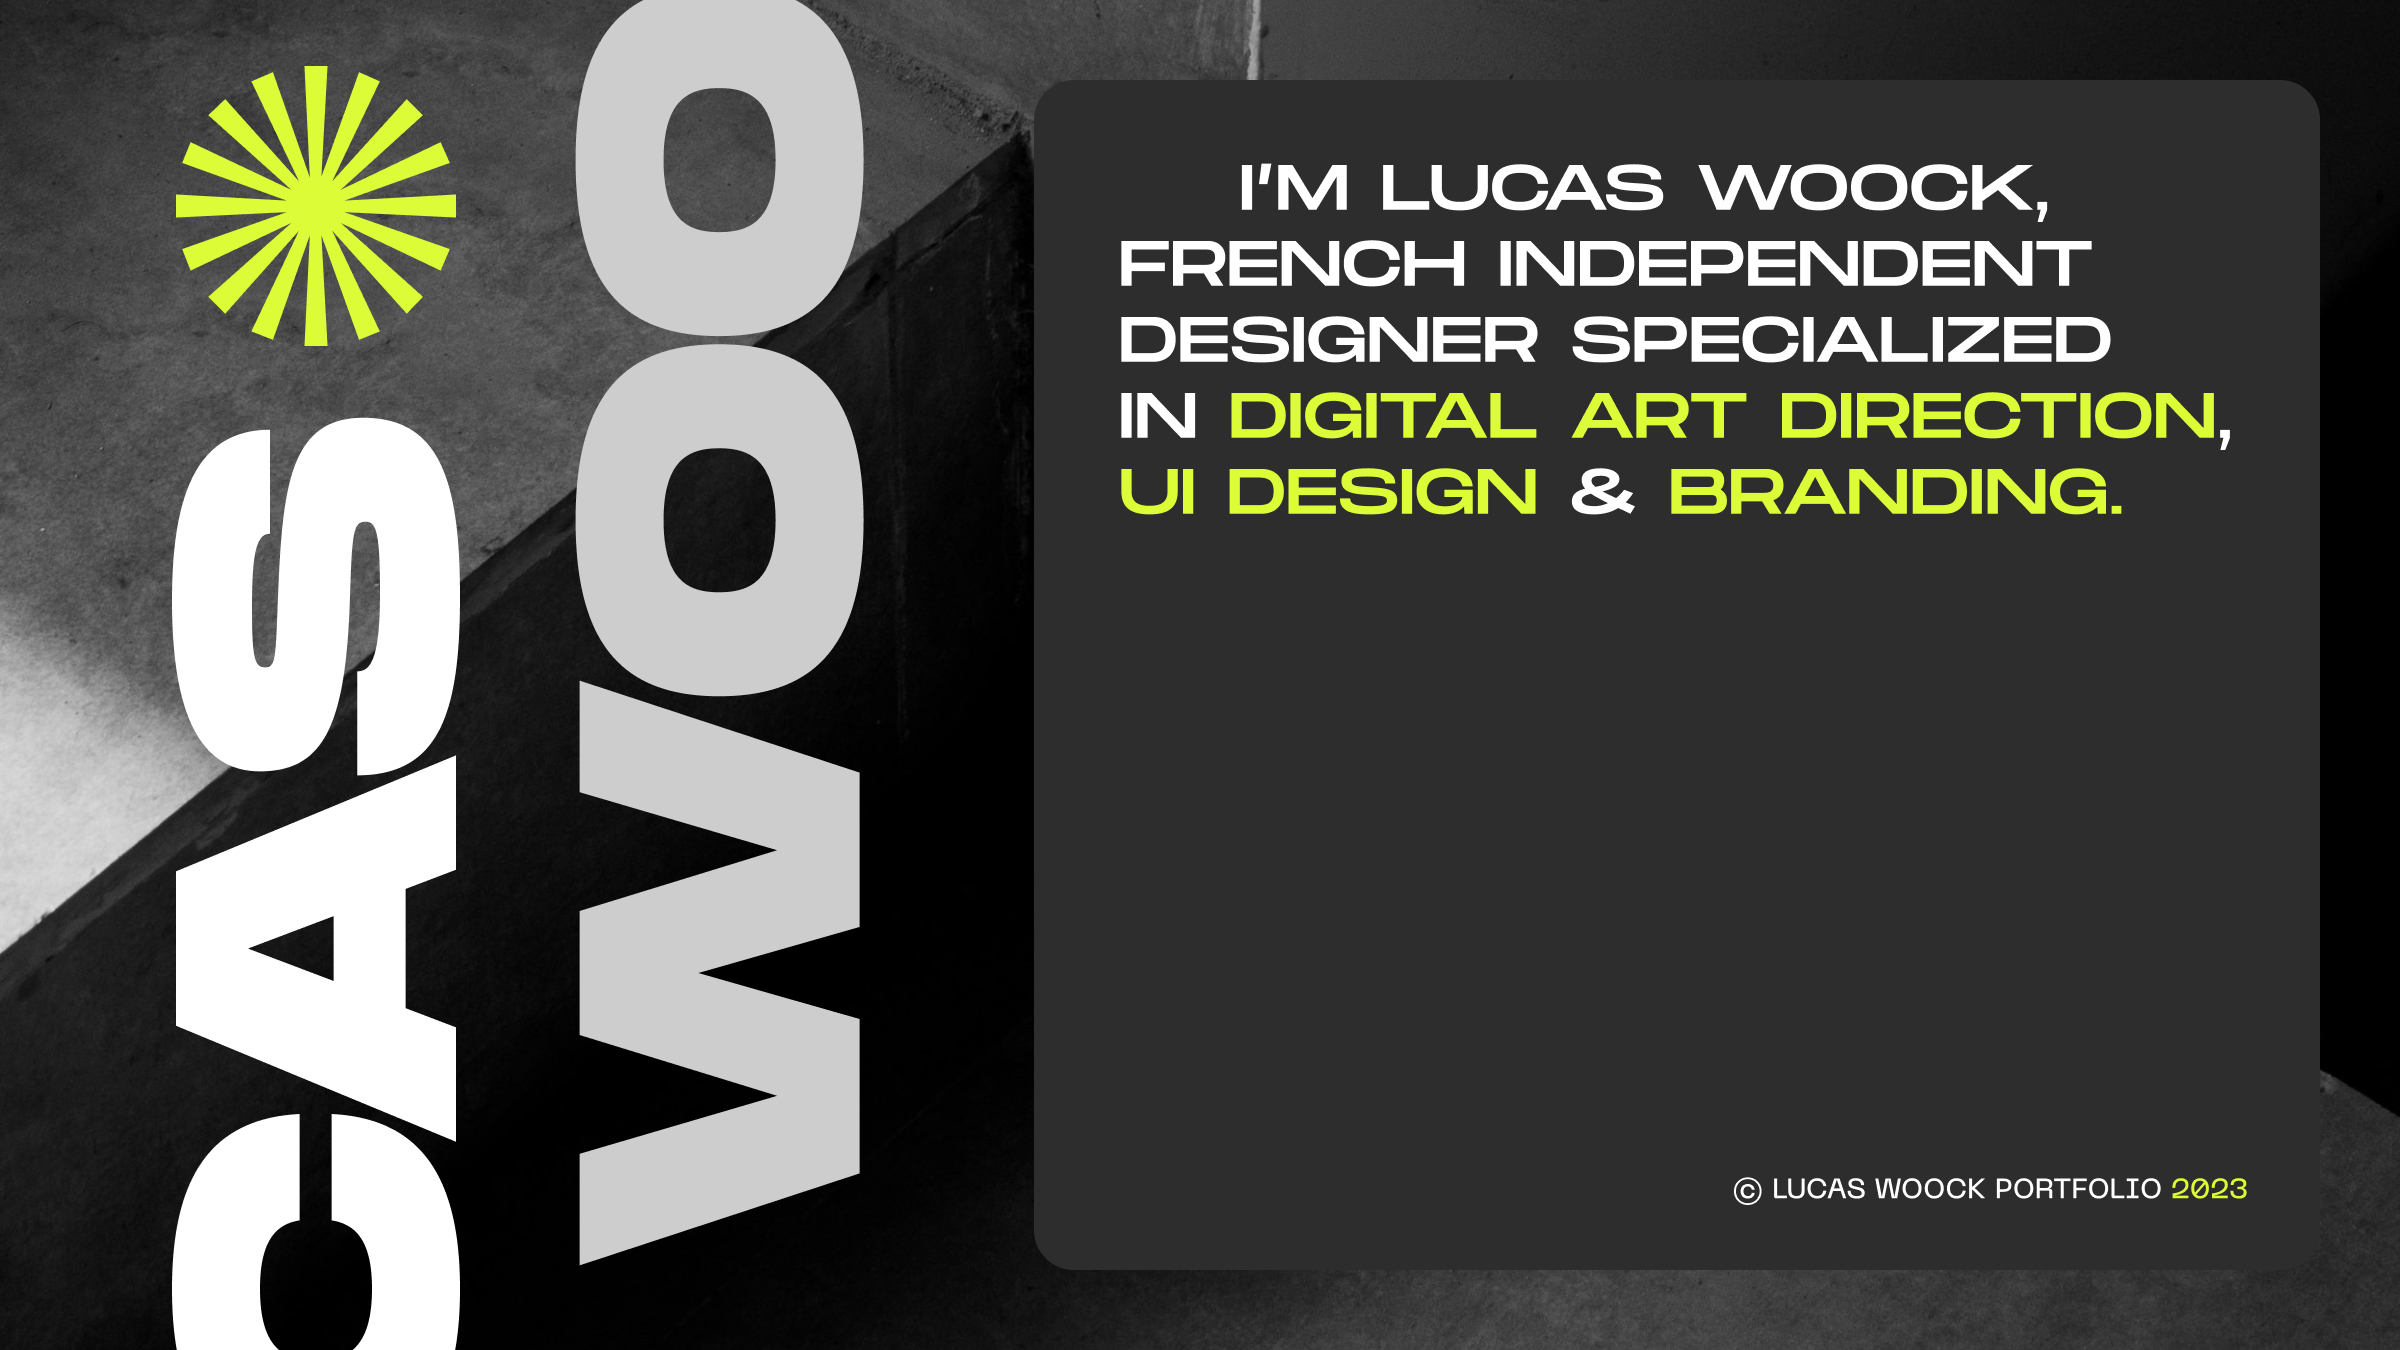 CAS
WOO
I'M LUCAS WOOCK,
FRENCH INDEPENDENT
DESIGNER SPECIALIZED
IN DIGITAL ART DIRECTION,
UI DESIGN & BRANDING.
© LUCAS WOOCK PORTFOLIO 2023